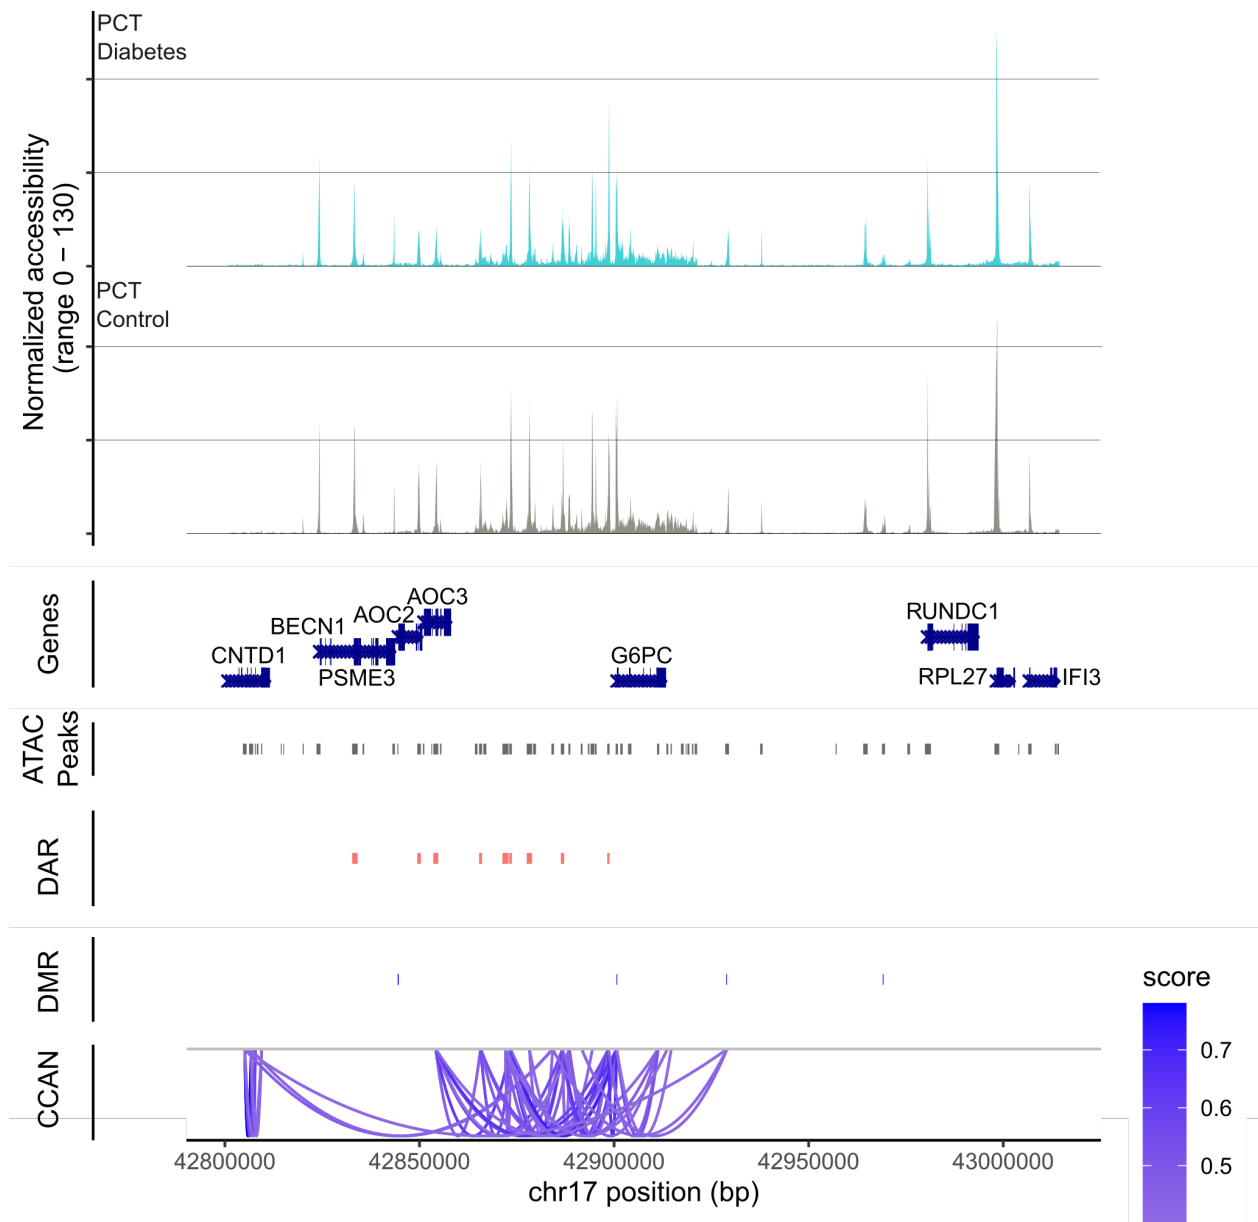 PCT
Diabetes
PCT
Control
Normalized accessibility
(range 0 – 130)
Genes
AOC3
AOC2
BECN1
RUNDC1
CNTD1
G6PC
PSME3
RPL27
IFI3
ATAC
Peaks
DAR
DMR
CCAN
score
0.7
0.6
0.5
42800000
42850000
42900000
42950000
43000000
chr17 position (bp)